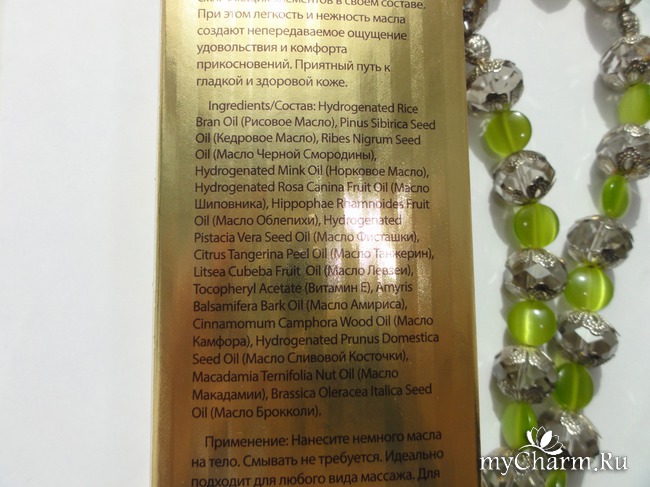 элементов в своем составе.
При этом легкость и нежность масла
создают непередаваемое ощущение
удовольствия и комфорта
прикосновений. Приятный путь к
гладкой и здоровой коже.
Ingredients/Состав: Hydrogenated Rice
Bran Oil (Рисовое Масло), Pinus Sibirica Seed
Oil (Кедровое Масло), Ribes Nigrum Seed
Oil (Масло Черной Смородины),
Hydrogenated Mink Oil (Норковое Масло),
Hydrogenated Rosa Canina Fruit Oil (Масло
Шиповника), Hippophae Rhamnoides Fruit
Oil (Масло Облепихи), Hydrogenated
Pistacia Vera Seed Oil (Масло Фисташки),
Citrus Tangerina Peel Oil (Масло Танжерин),
Litsea Cubeba Fruit Oil (Масло Левзеи),
Tocopheryl Acetate (Витамин Е), Amyris
Balsamifera Bark Oil (Масло Амириса),
Cinnamomum Camphora Wood Oil (Масло
Камфора), Hydrogenated Prunus Domestica
Seed Oil (Масло Сливовой Косточки),
Macadamia Ternifolia Nut Oil (Масло
Макадамии), Brassica Oleracea Italica Seed
Oil (Масло Брокколи).
Применение: Нанесите немного масла
на тело. Смывать не требуется. Идеально
подходит для любого вида массажа. Для
myCharm.Ru